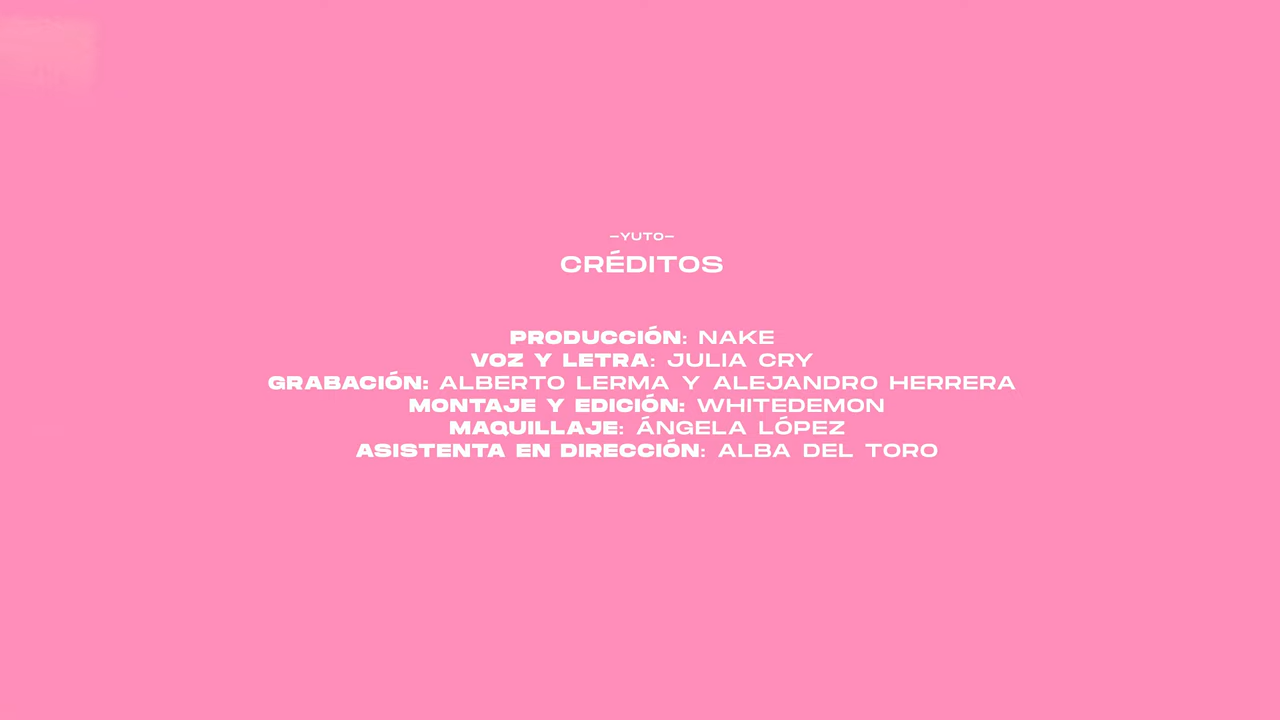 —YUTO—
CRÉDITOS
PRODUCCIÓN: NAKE
VOZ Y LETRA: JULIA CRY
GRABACIÓN: ALBERTO LERMA Y ALEJANDRO HERRERA
MONTAJE Y EDICIÓN: WHITEDEMON
MAQUILLAJE: ÁNGELA LÓPEZ
ASISTENTA EN DIRECCIÓN: ALBA DEL TORO